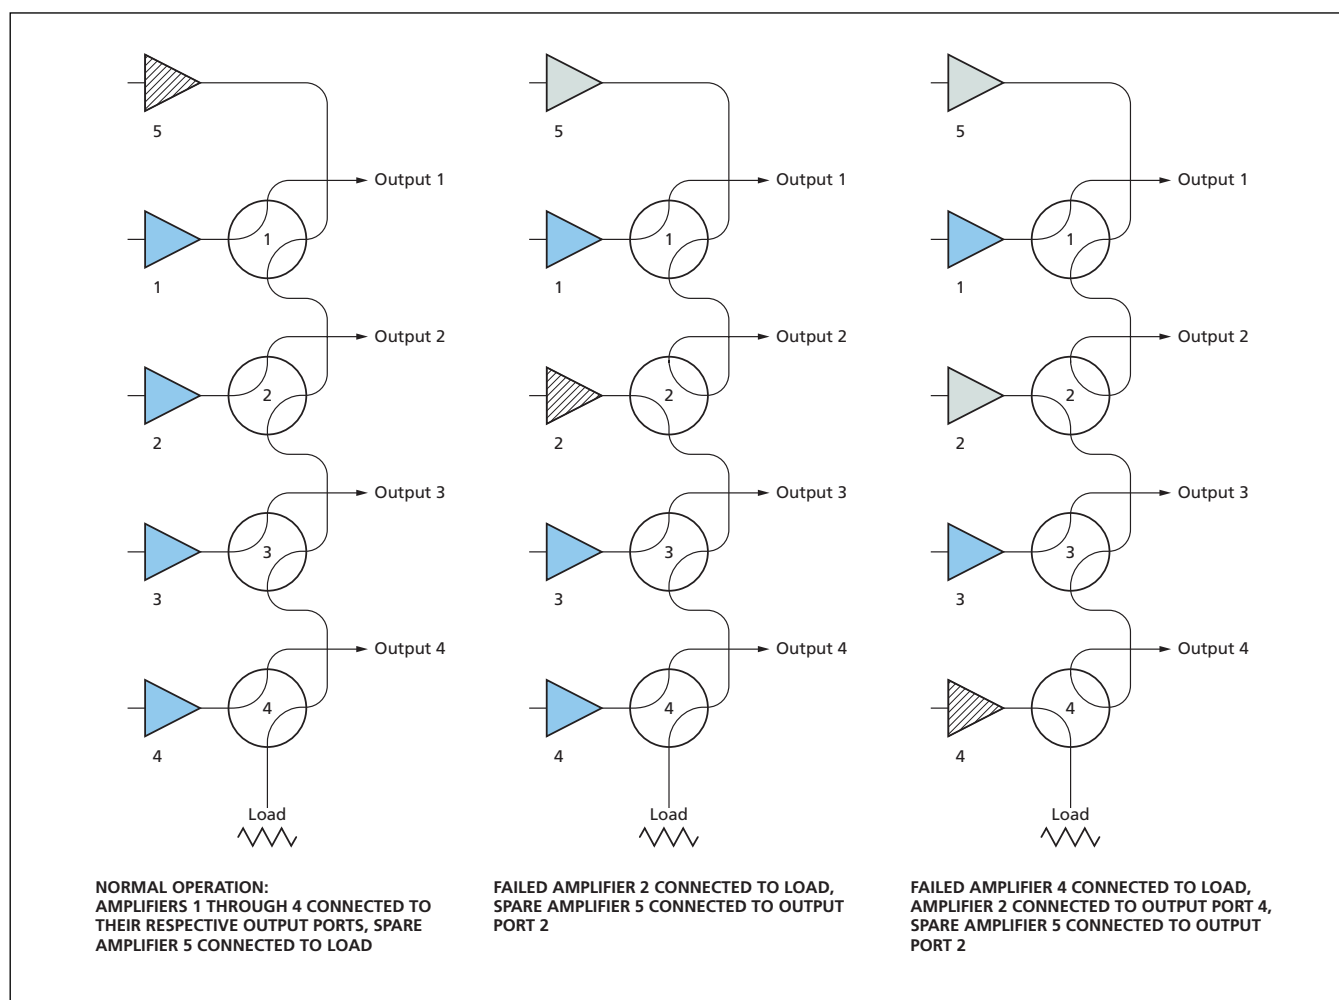 5
Output 1
1
1
Output 2
2
2
Output 3
3
3
Output 4
4
4
Load
NORMAL OPERATION:
AMPLIFIERS 1 THROUGH 4 CONNECTED TO
THEIR RESPECTIVE OUTPUT PORTS, SPARE
AMPLIFIER 5 CONNECTED TO LOAD
5
Output 1
1
1
Output 2
2
2
Output 3
3
3
Output 4
4
4
Load
FAILED AMPLIFIER 2 CONNECTED TO LOAD,
SPARE AMPLIFIER 5 CONNECTED TO OUTPUT
PORT 2
5
Output 1
1
1
Output 2
2
2
Output 3
3
3
Output 4
4
4
Load
FAILED AMPLIFIER 4 CONNECTED TO LOAD,
AMPLIFIER 2 CONNECTED TO OUTPUT PORT 4,
SPARE AMPLIFIER 5 CONNECTED TO OUTPUT
PORT 2